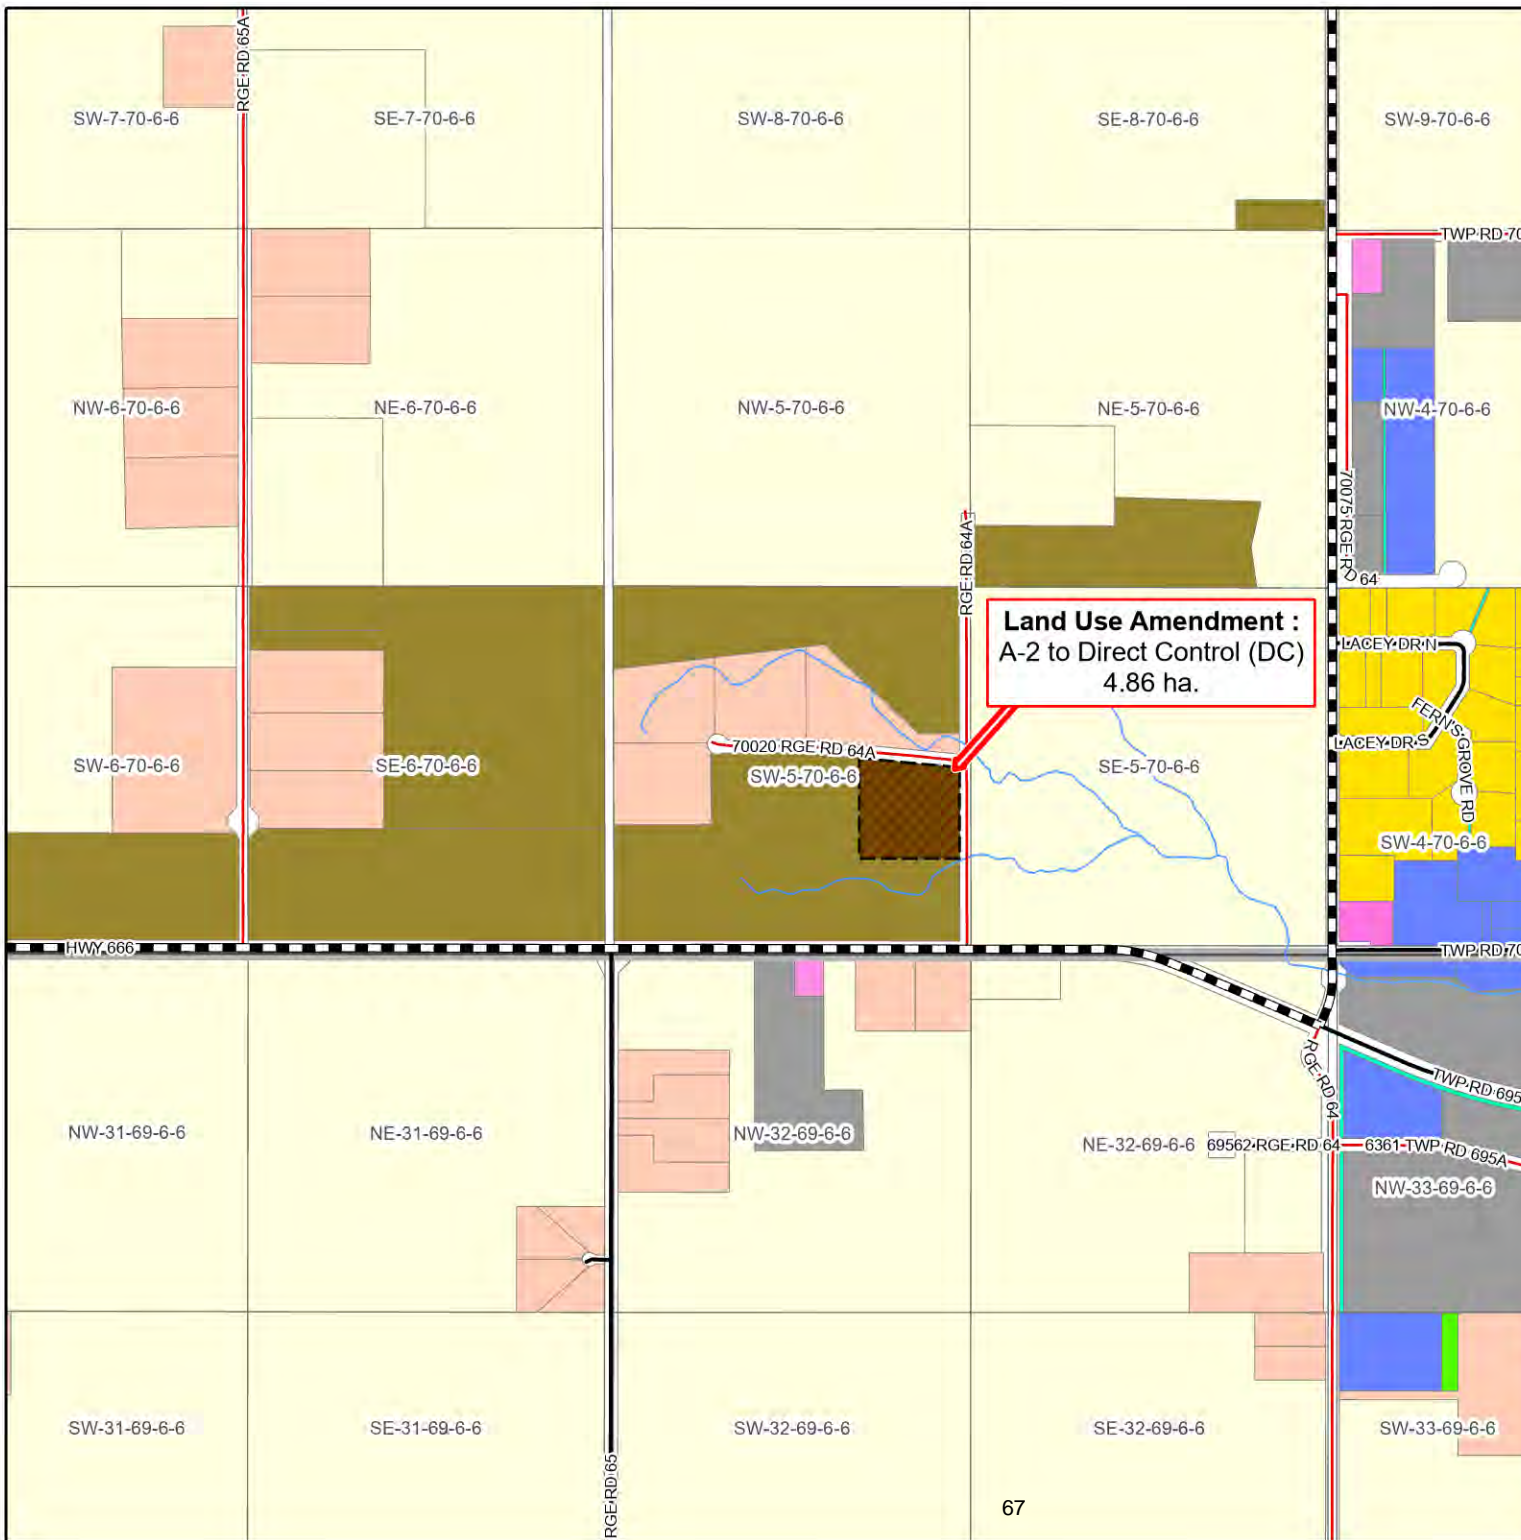 RGE RD 65A
SW-7-70-6-6
SE-7-70-6-6
SW-8-70-6-6
SE-8-70-6-6
SW-9-70-6-6
TWP RD 70
NW-6-70-6-6
NE-6-70-6-6
NW-5-70-6-6
NE-5-70-6-6
NW-4-70-6-6
70075 RGE RD 64
RGE RD 64A
Land Use Amendment :
A-2 to Direct Control (DC)
4.86 ha.
LACEY DR N
FERN'S GROVE RD
LACEY DR S
70020 RGE RD 64A
SW-6-70-6-6
SE-6-70-6-6
SW-5-70-6-6
SE-5-70-6-6
SW-4-70-6-6
HWY 666
TWP RD 70
RGE RD 64
TWP RD 695
NW-31-69-6-6
NE-31-69-6-6
NW-32-69-6-6
NE-32-69-6-6
69562 RGE RD 64
6361 TWP RD 695A
NW-33-69-6-6
SW-31-69-6-6
SE-31-69-6-6
SW-32-69-6-6
SE-32-69-6-6
SW-33-69-6-6
RGE RD 65
67